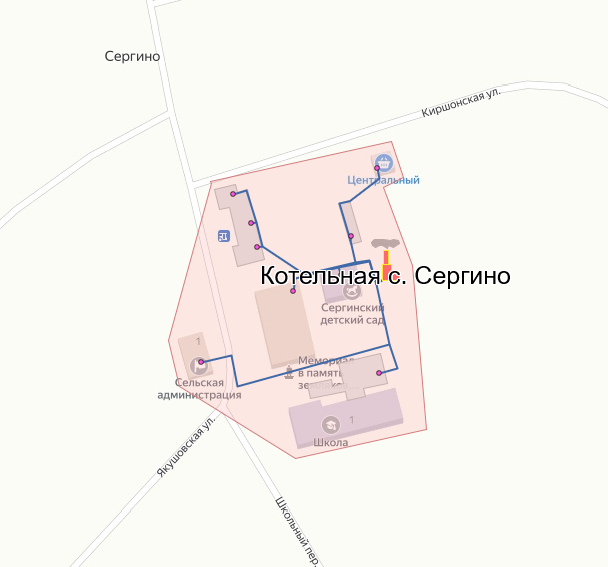 Сергино
Киршонская ул.
Центральный
Котельная с. Сергино
Сергинский
детский сад
1
Мемориал
в память
Сельская
администрация
1
Школа
Якушовская ул.
Школьный пер.